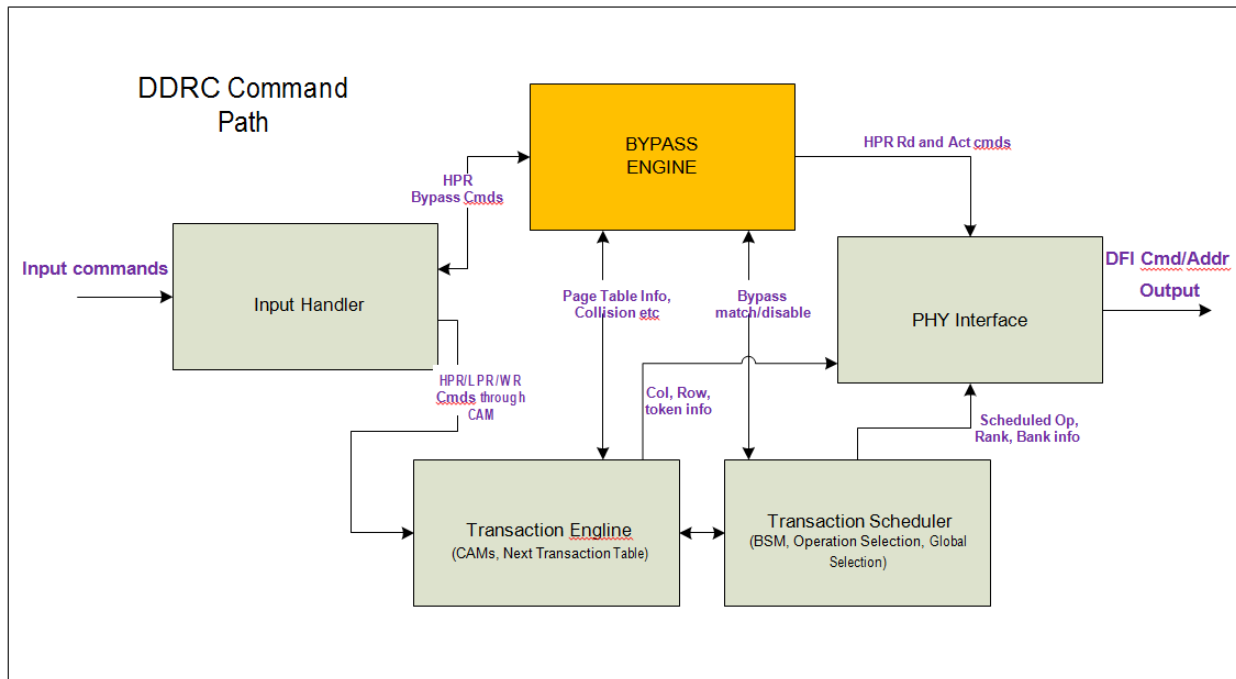 DDRC Command
Path
BYPASS
ENGINE
HPR Rd and Act cmds
HPR
Bypass Cmds
Input commands
Input Handler
Page Table Info,
Collision etc
Bypass
match/disable
DFI Cmd/Addr
Output
PHY Interface
HPR/LPR/WR
Cmds through
CAM
Col, Row,
token info
Scheduled Op,
Rank, Bank info
Transaction Engline
(CAMs, Next Transaction Table)
Transaction Scheduler
(BSM, Operation Selection, Global
Selection)